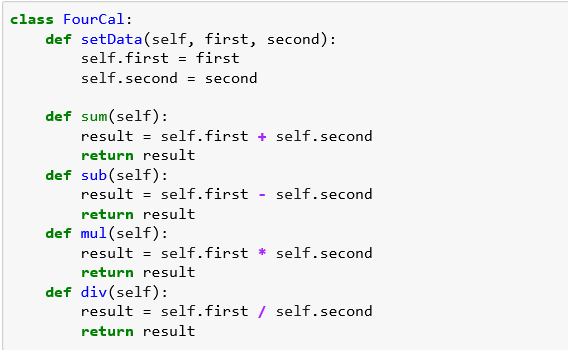 class FourCal:
    def setData(self, first, second):
        self.first = first
        self.second = second

    def sum(self):
        result = self.first + self.second
        return result
    def sub(self):
        result = self.first - self.second
        return result
    def mul(self):
        result = self.first * self.second
        return result
    def div(self):
        result = self.first / self.second
        return result